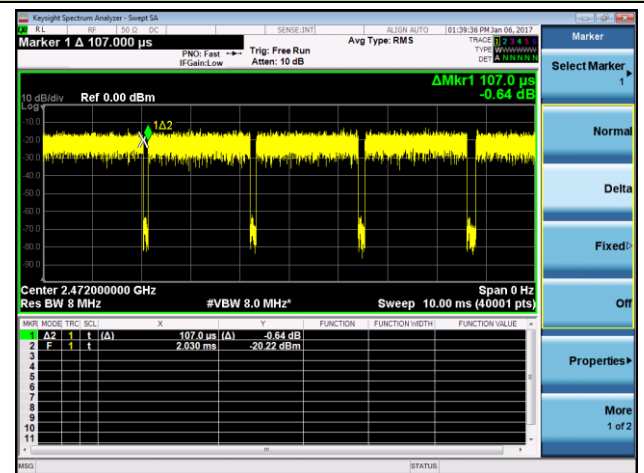 Keysight Spectrum Analyzer - Swept SA
RL RF 50 Ω DC SENSE:INT ALIGN AUTO 01:39:36 PM Jan 06, 2017
Marker 1 Δ 107.000 µs
PNO: Fast
IFGain:Low
Trig: Free Run
Atten: 10 dB
Avg Type: RMS
TRACE 1 2 3 4 5 6
TYPE WWWWWW
DET A N N N N N
ΔMkr1 107.0 µs
-0.64 dB
10 dB/div Ref 0.00 dBm
Log
-10.0
1Δ2
-20.0
-30.0
-40.0
-50.0
-60.0
-70.0
-80.0
-90.0
Center 2.472000000 GHz Span 0 Hz
Res BW 8 MHz #VBW 8.0 MHz* Sweep 10.00 ms (40001 pts)
MKR MODE TRC SCL X Y FUNCTION FUNCTION WIDTH FUNCTION VALUE
1 Δ2 1 t (Δ) 107.0 µs (Δ) -0.64 dB
2 F 1 t 2.030 ms -20.22 dBm
3
4
5
6
7
8
9
10
11
MSG STATUS
Marker
Select Marker
1
Normal
Delta
Fixed
Off
Properties
More
1 of 2